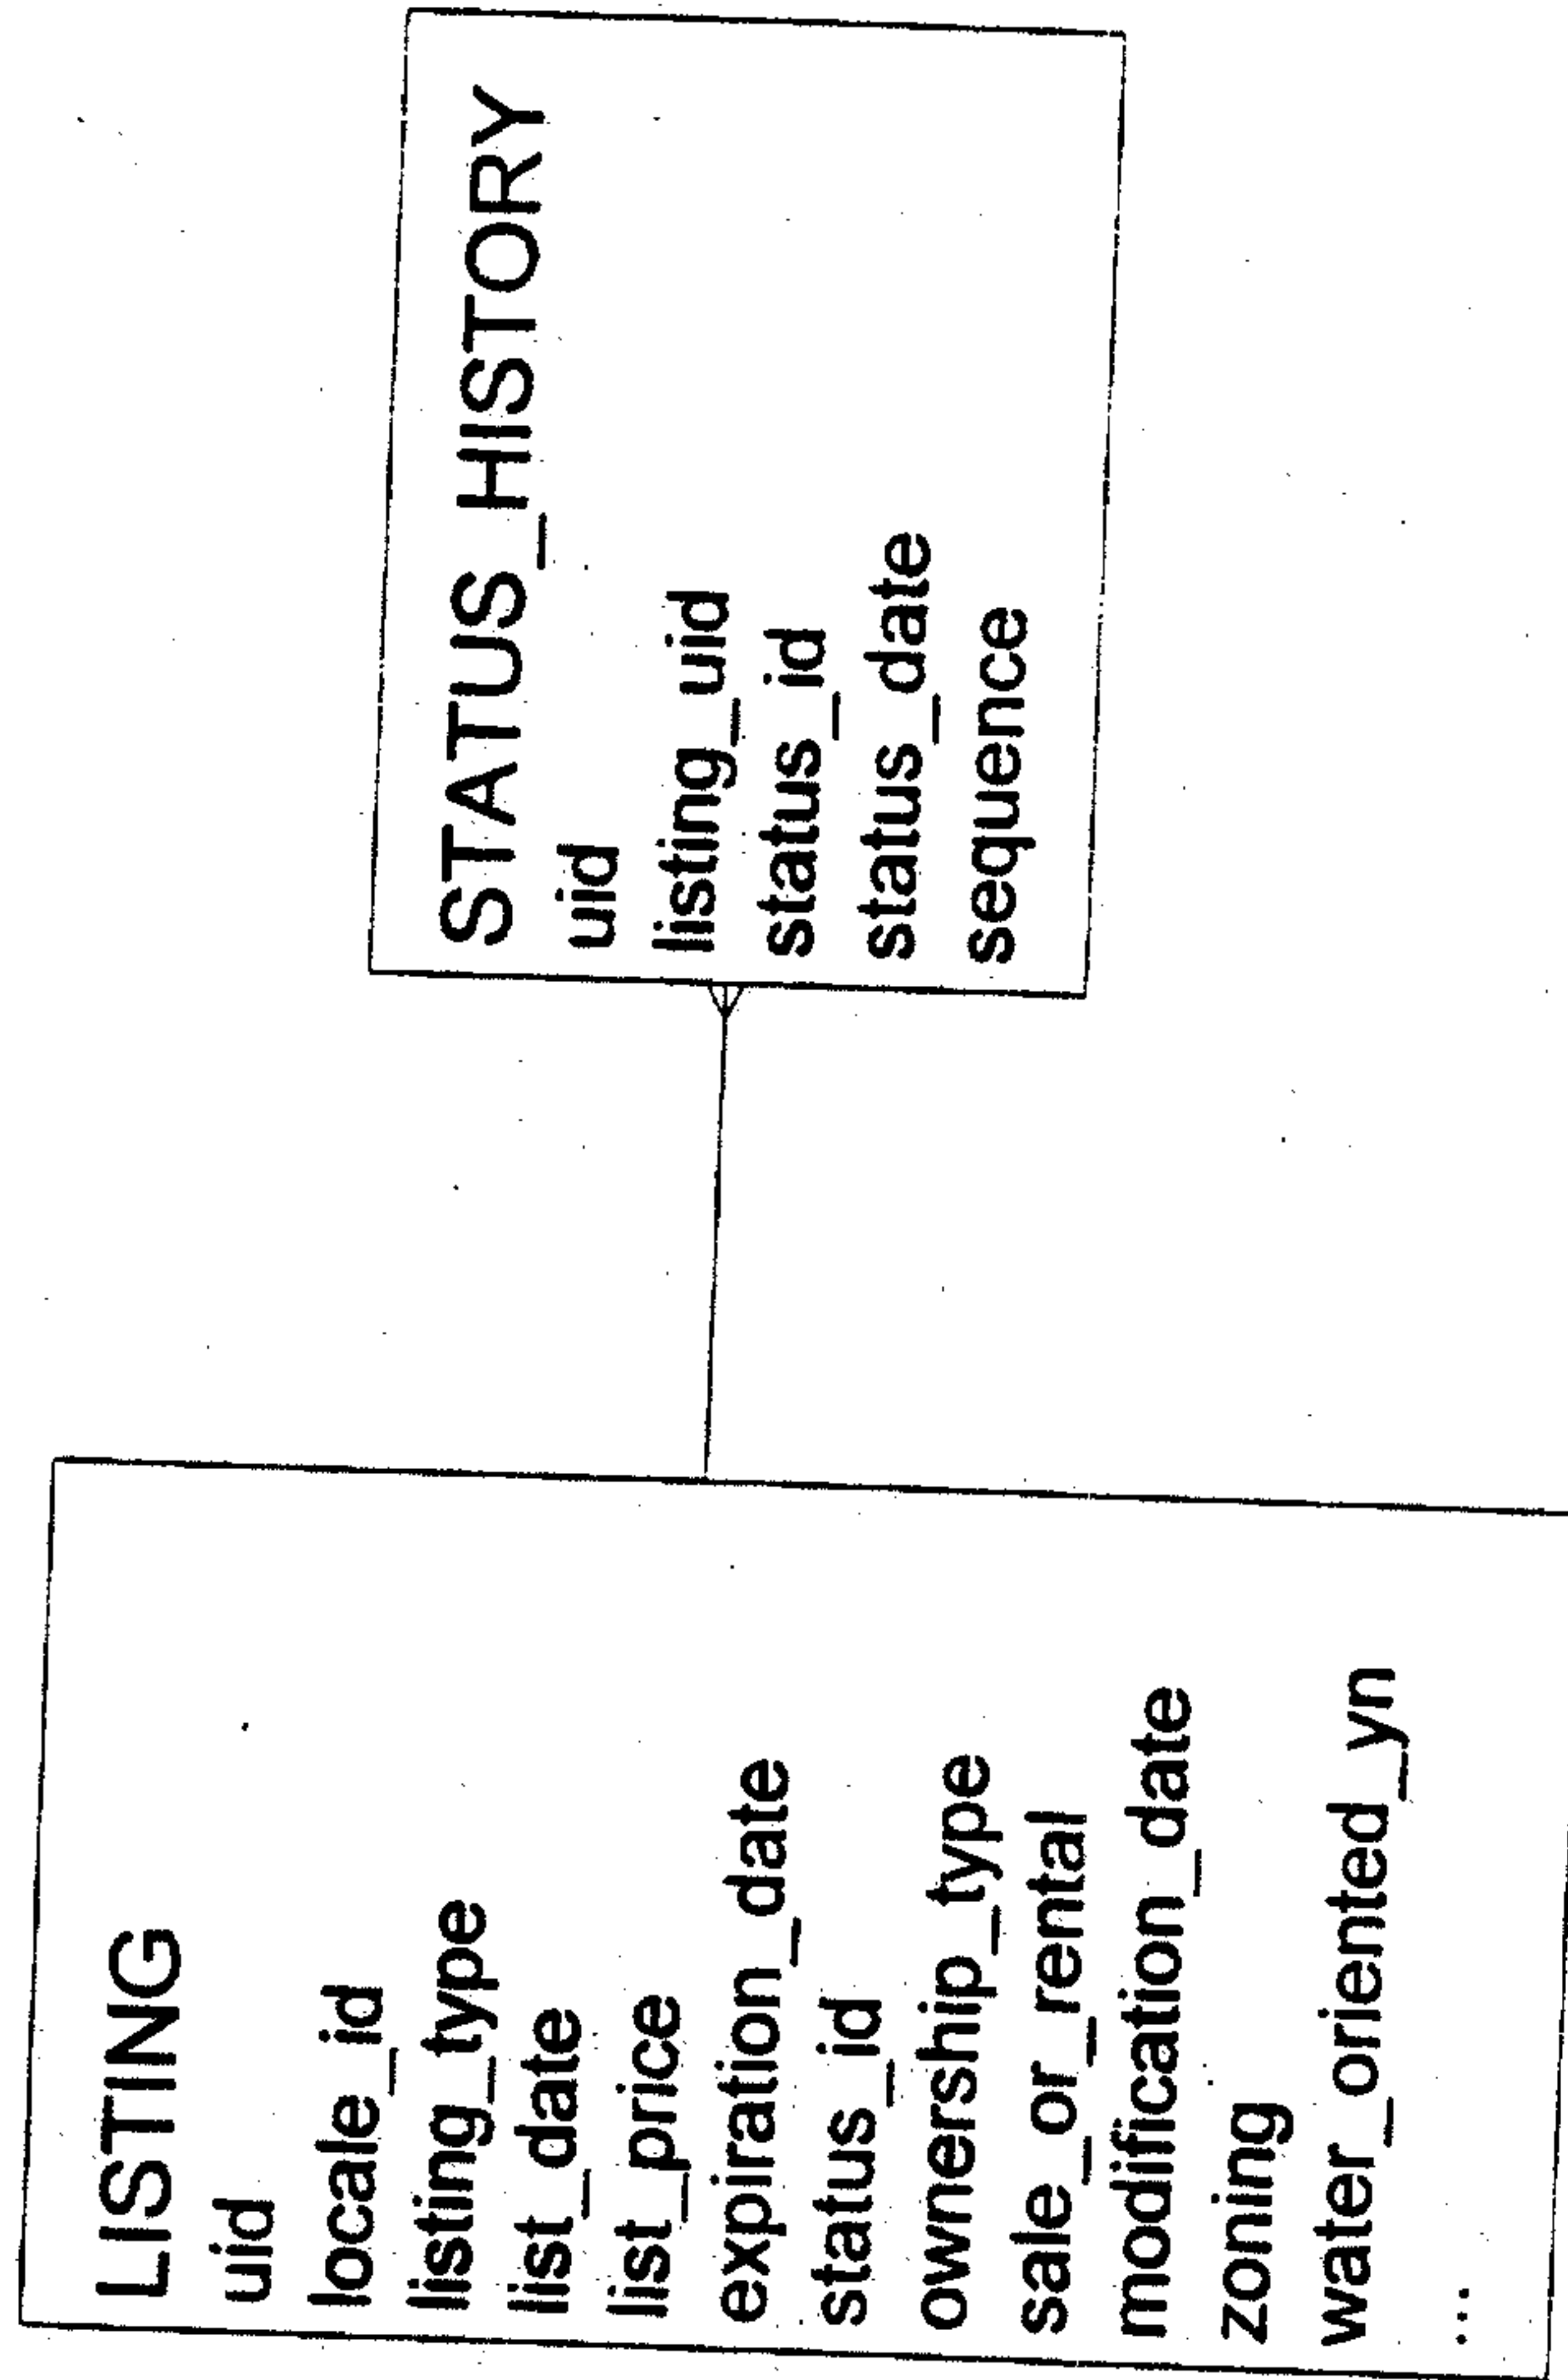 LISTING
uid
locale_id
listing_type
list_date
list_price
expiration_date
status_id
ownership_type
sale_or_rental
modification_date
zoning
water_oriented_yn
...
STATUS_HISTORY
uid
listing_uid
status_id
status_date
sequence